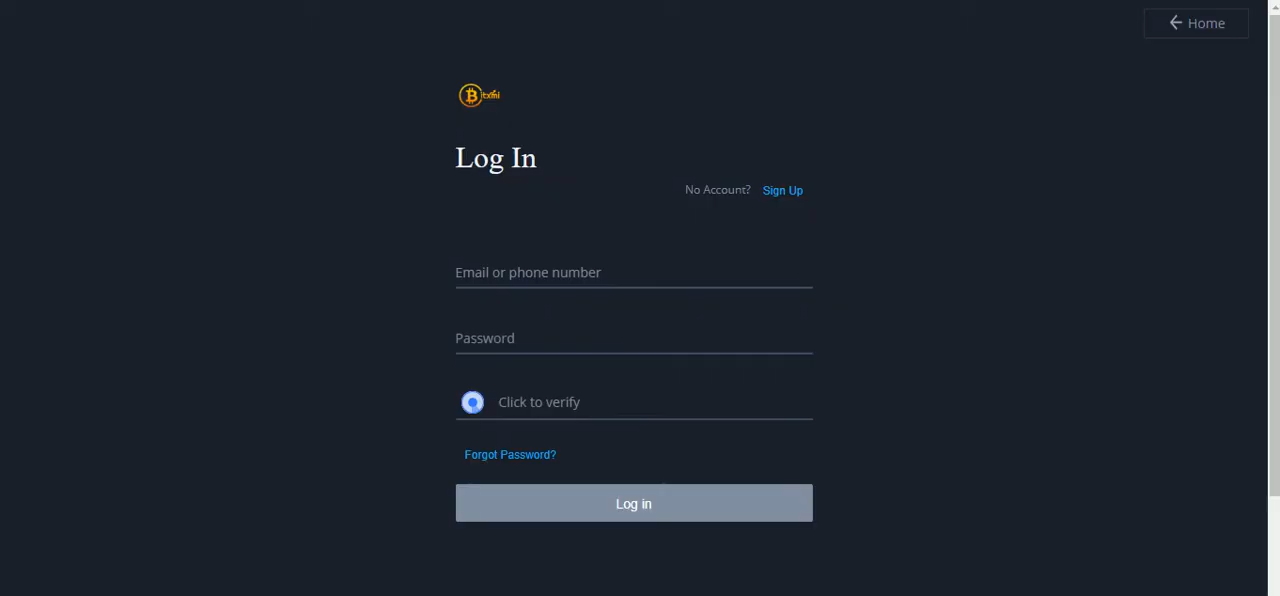 Home
Log In
No Account? Sign Up
Email or phone number
Password
Click to verify
Forgot Password?
Log in